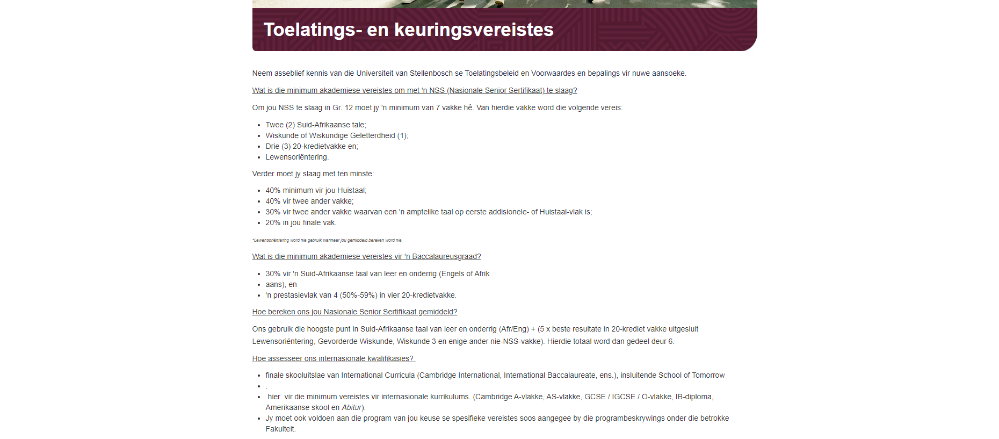 Toelatings- en keuringsvereistes
Neem asseblief kennis van die Universiteit van Stellenbosch se Toelatingsbeleid en Voorwaardes en bepalings vir nuwe aansoeke.
Wat is die minimum akademiese vereistes om met 'n NSS (Nasionale Senior Sertifikaat) te slaag?
Om jou NSS te slaag in Gr. 12 moet jy 'n minimum van 7 vakke hê. Van hierdie vakke word die volgende vereis:
• Twee (2) Suid-Afrikaanse tale;
• Wiskunde of Wiskundige Geletterdheid (1);
• Drie (3) 20-kredietvakke en;
• Lewensoriëntering.
Verder moet jy slaag met ten minste:
• 40% minimum vir jou Huistaal;
• 40% vir twee ander vakke;
• 30% vir twee ander vakke waarvan een 'n amptelike taal op eerste addisionele- of Huistaal-vlak is;
• 20% in jou finale vak.
*Lewensoriëntering word nie gebruik wanneer jou gemiddeld bereken word nie.
Wat is die minimum akademiese vereistes vir 'n Baccalaureusgraad?
• 30% vir 'n Suid-Afrikaanse taal van leer en onderrig (Engels of Afrik
• aans), en
• 'n prestasievlak van 4 (50%-59%) in vier 20-kredietvakke.
Hoe bereken ons jou Nasionale Senior Sertifikaat gemiddeld?
Ons gebruik die hoogste punt in Suid-Afrikaanse taal van leer en onderrig (Afr/Eng) + (5 x beste resultate in 20-krediet vakke uitgesluit
Lewensoriëntering, Gevorderde Wiskunde, Wiskunde 3 en enige ander nie-NSS-vakke). Hierdie totaal word dan gedeel deur 6.
Hoe assesseer ons internasionale kwalifikasies?
• finale skooluitslae van International Curricula (Cambridge International, International Baccalaureate, ens.), insluitende School of Tomorrow
• .
• hier  vir die minimum vereistes vir internasionale kurrikulums. (Cambridge A-vlakke, AS-vlakke, GCSE / IGCSE / O-vlakke, IB-diploma,
Amerikaanse skool en Abitur).
• Jy moet ook voldoen aan die program van jou keuse se spesifieke vereistes soos aangegee by die programbeskrywings onder die betrokke
Fakulteit.